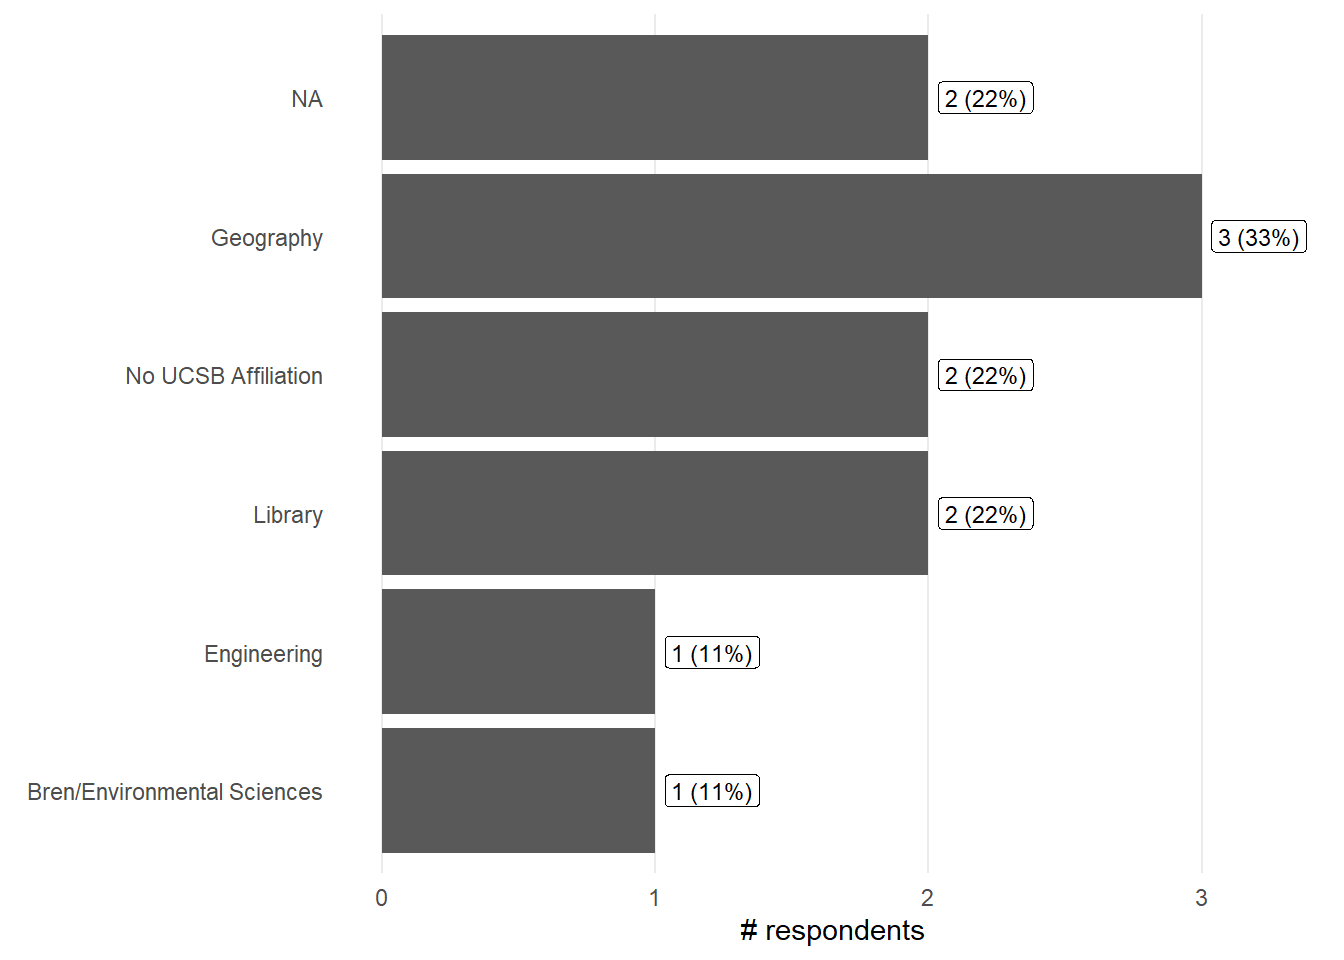 NA
2 (22%)
Geography
3 (33%)
No UCSB Affiliation
2 (22%)
Library
2 (22%)
Engineering
1 (11%)
Bren/Environmental Sciences
1 (11%)
0 1 2 3
# respondents